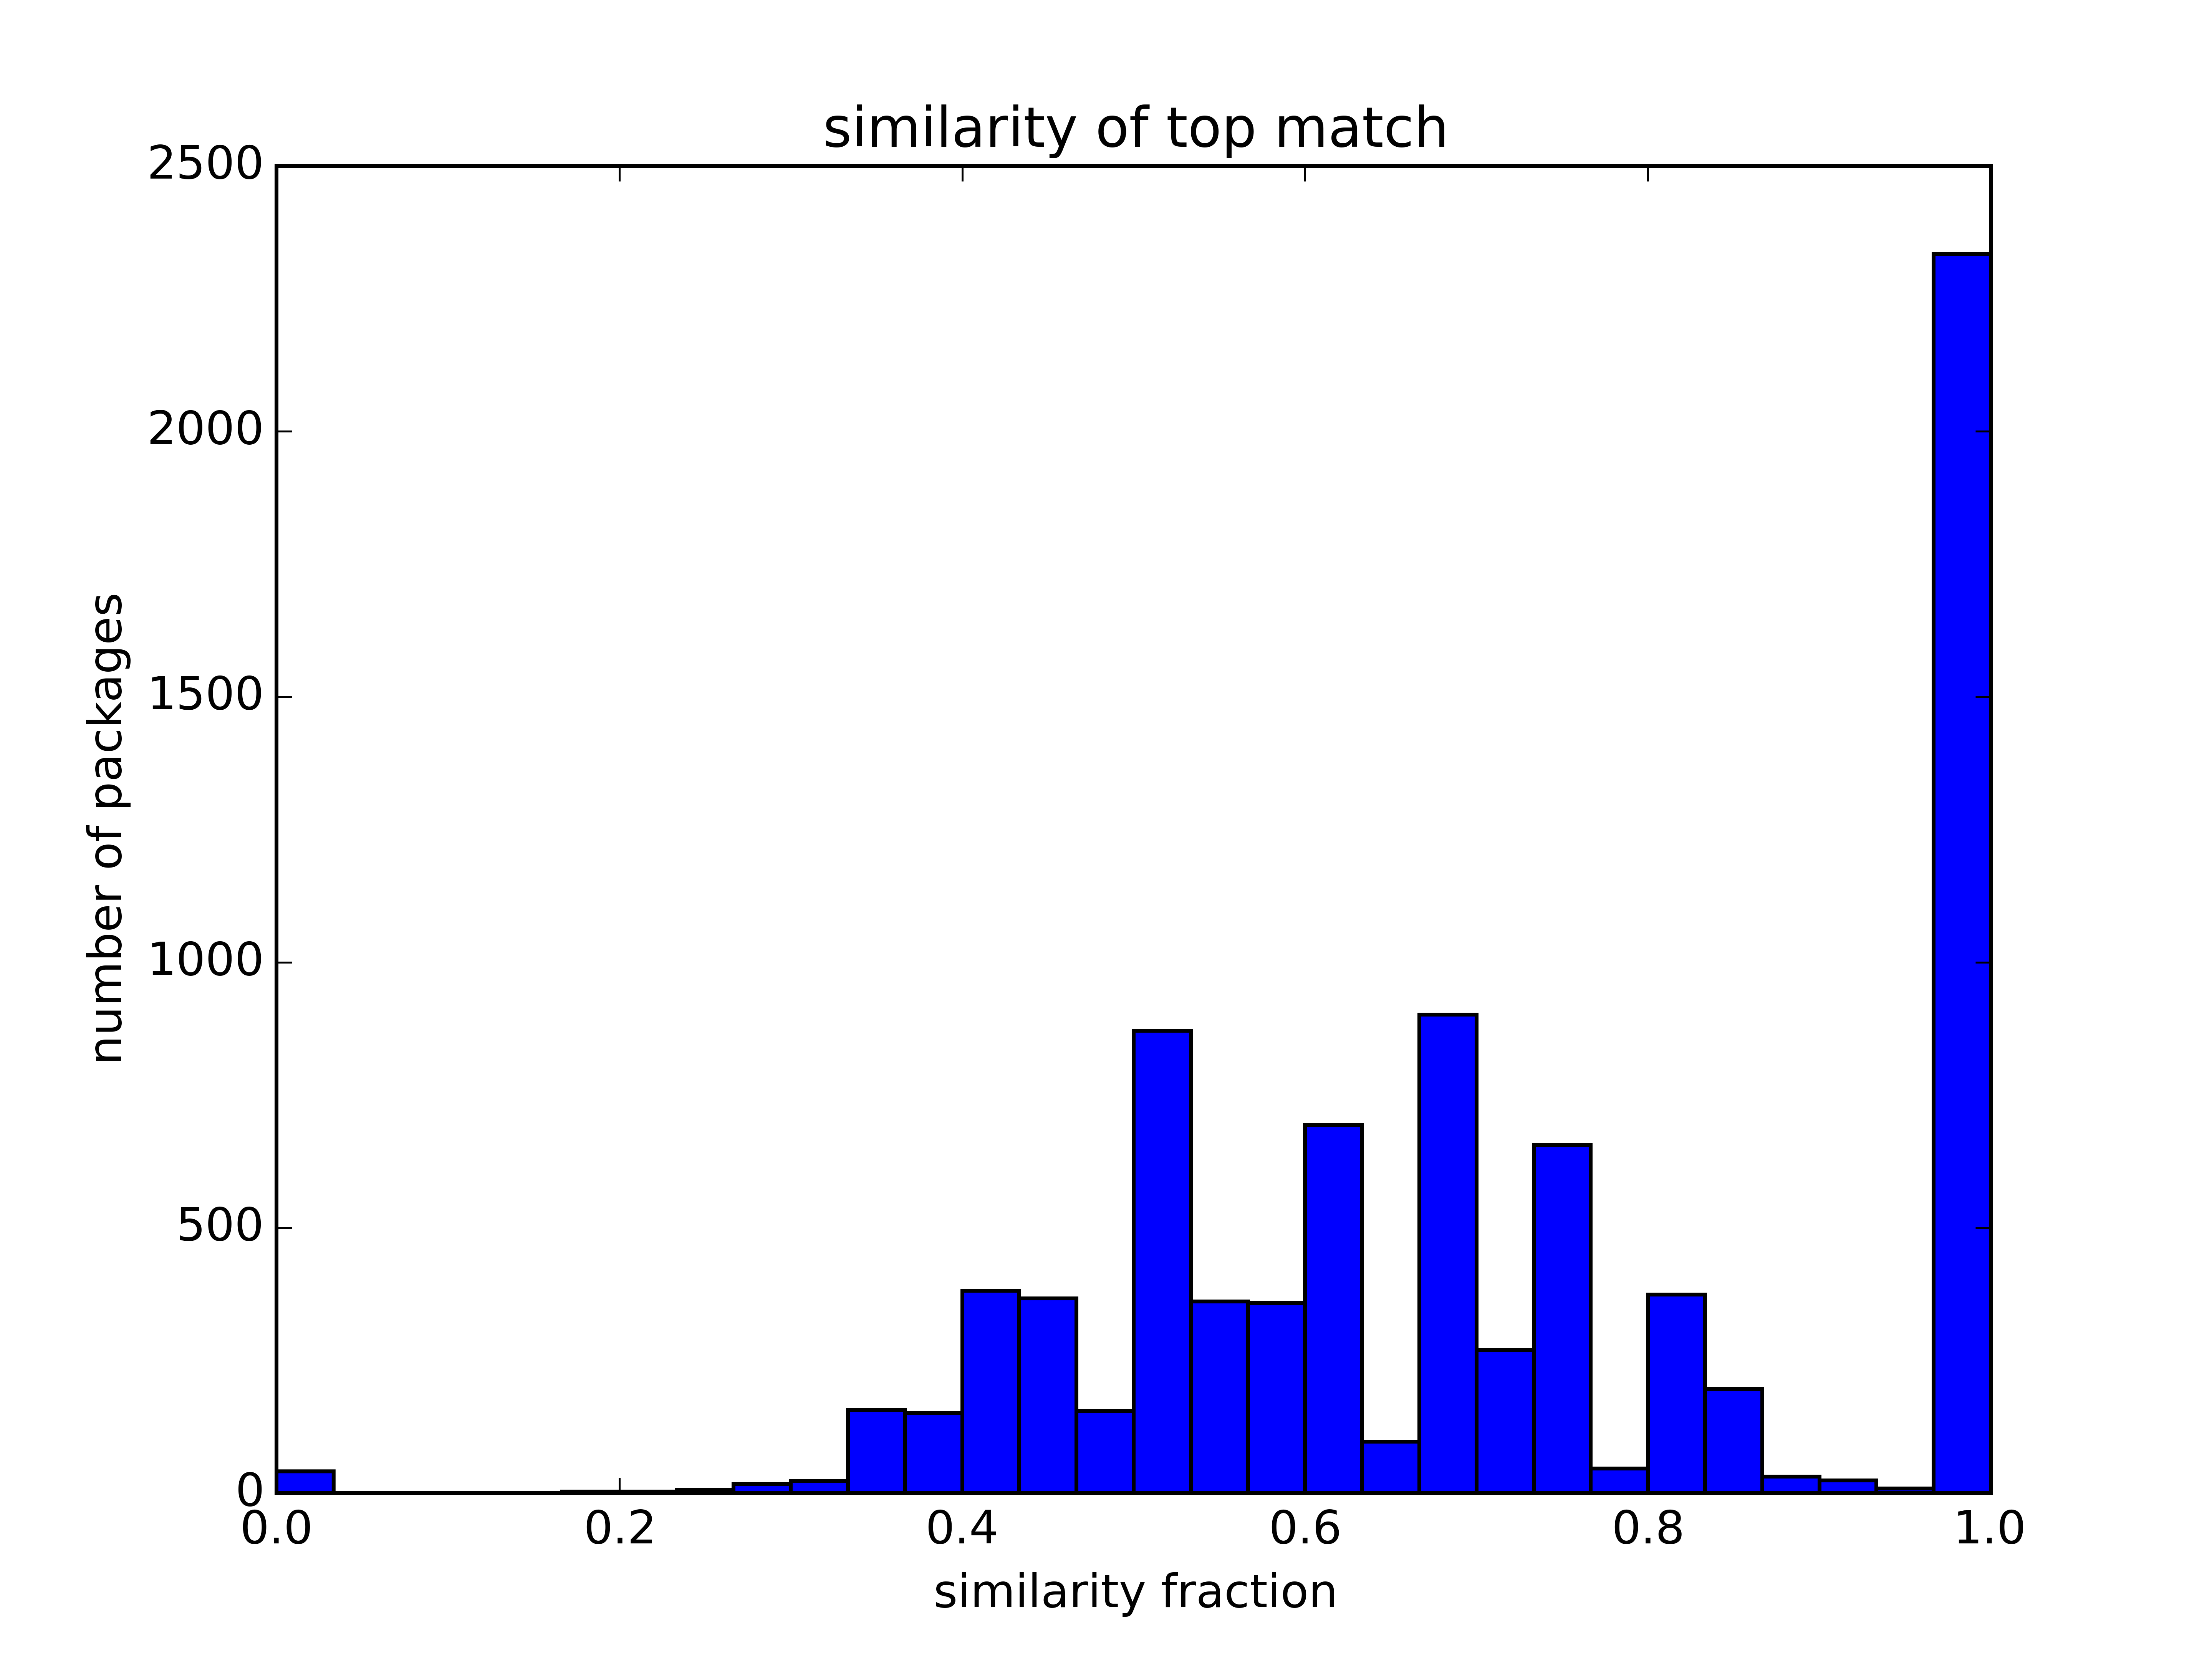 similarity of top match
2500
2000
1500
1000
500
0
number of packages
0.0 0.2 0.4 0.6 0.8 1.0
similarity fraction